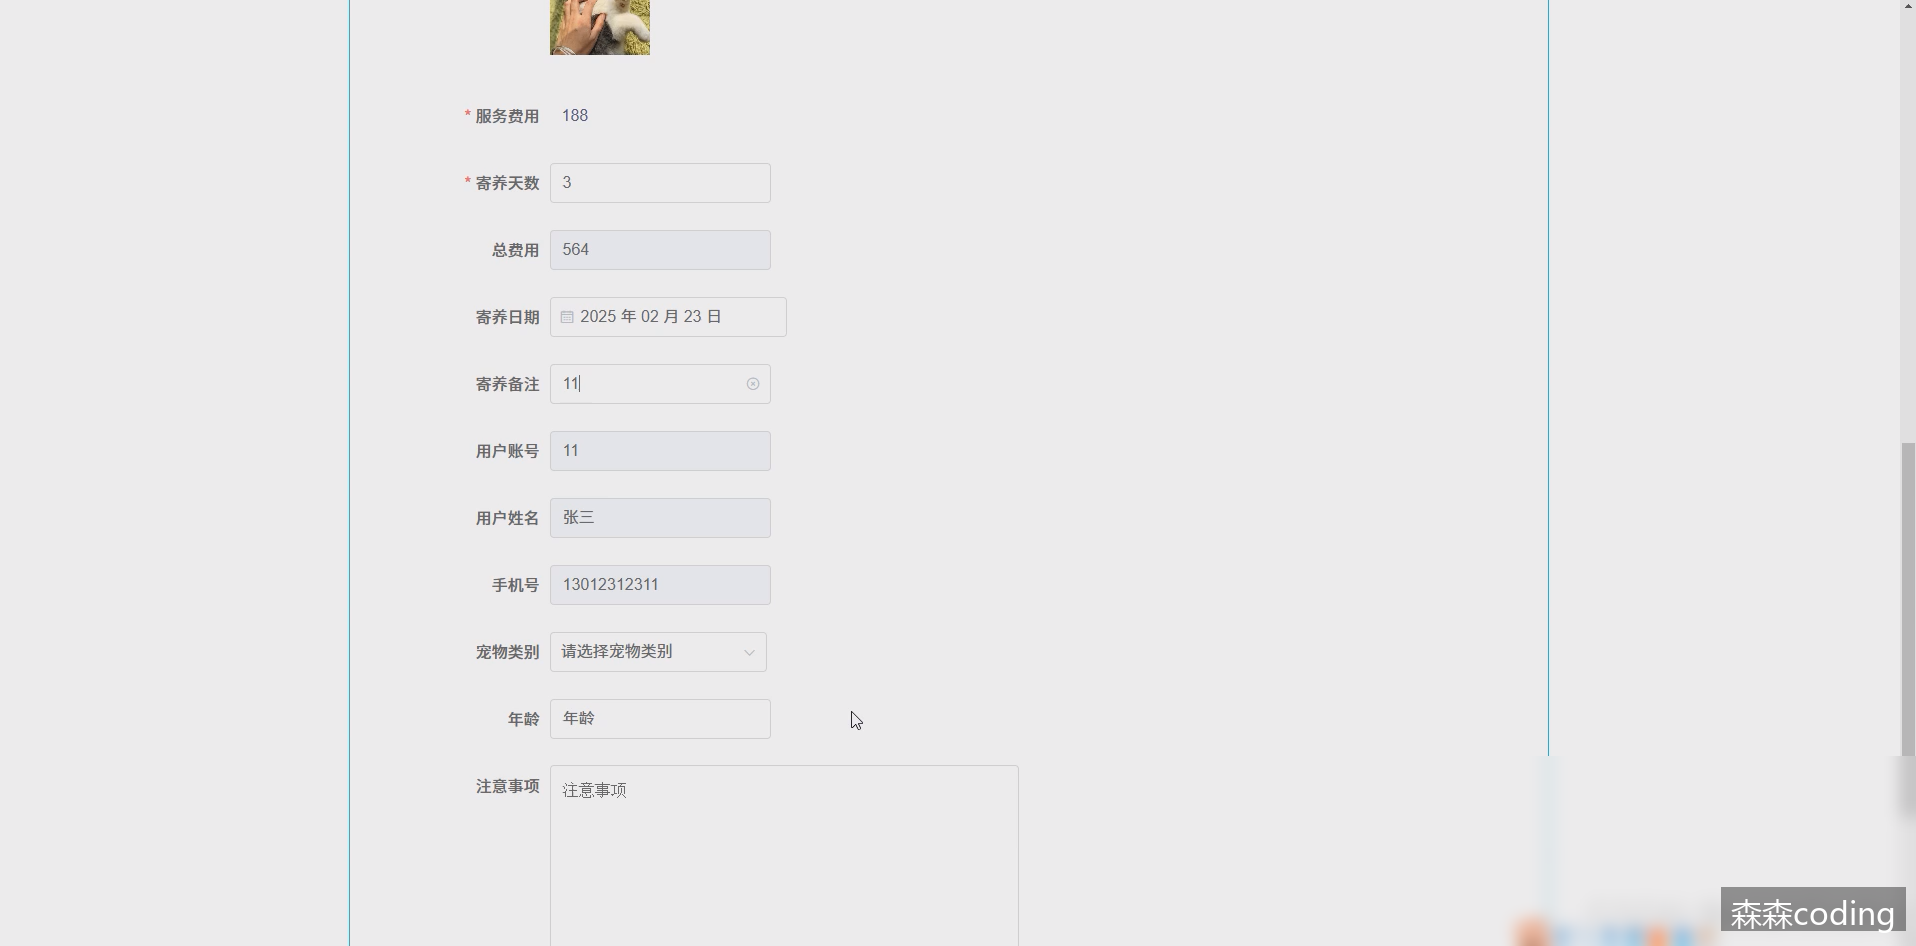 * 服务费用 188
* 寄养天数 3
总费用 564
寄养日期 2025 年 02 月 23 日
寄养备注 11
用户账号 11
用户姓名 张三
手机号 13012312311
宠物类别 请选择宠物类别
年龄 年龄
注意事项 注意事项
森森coding